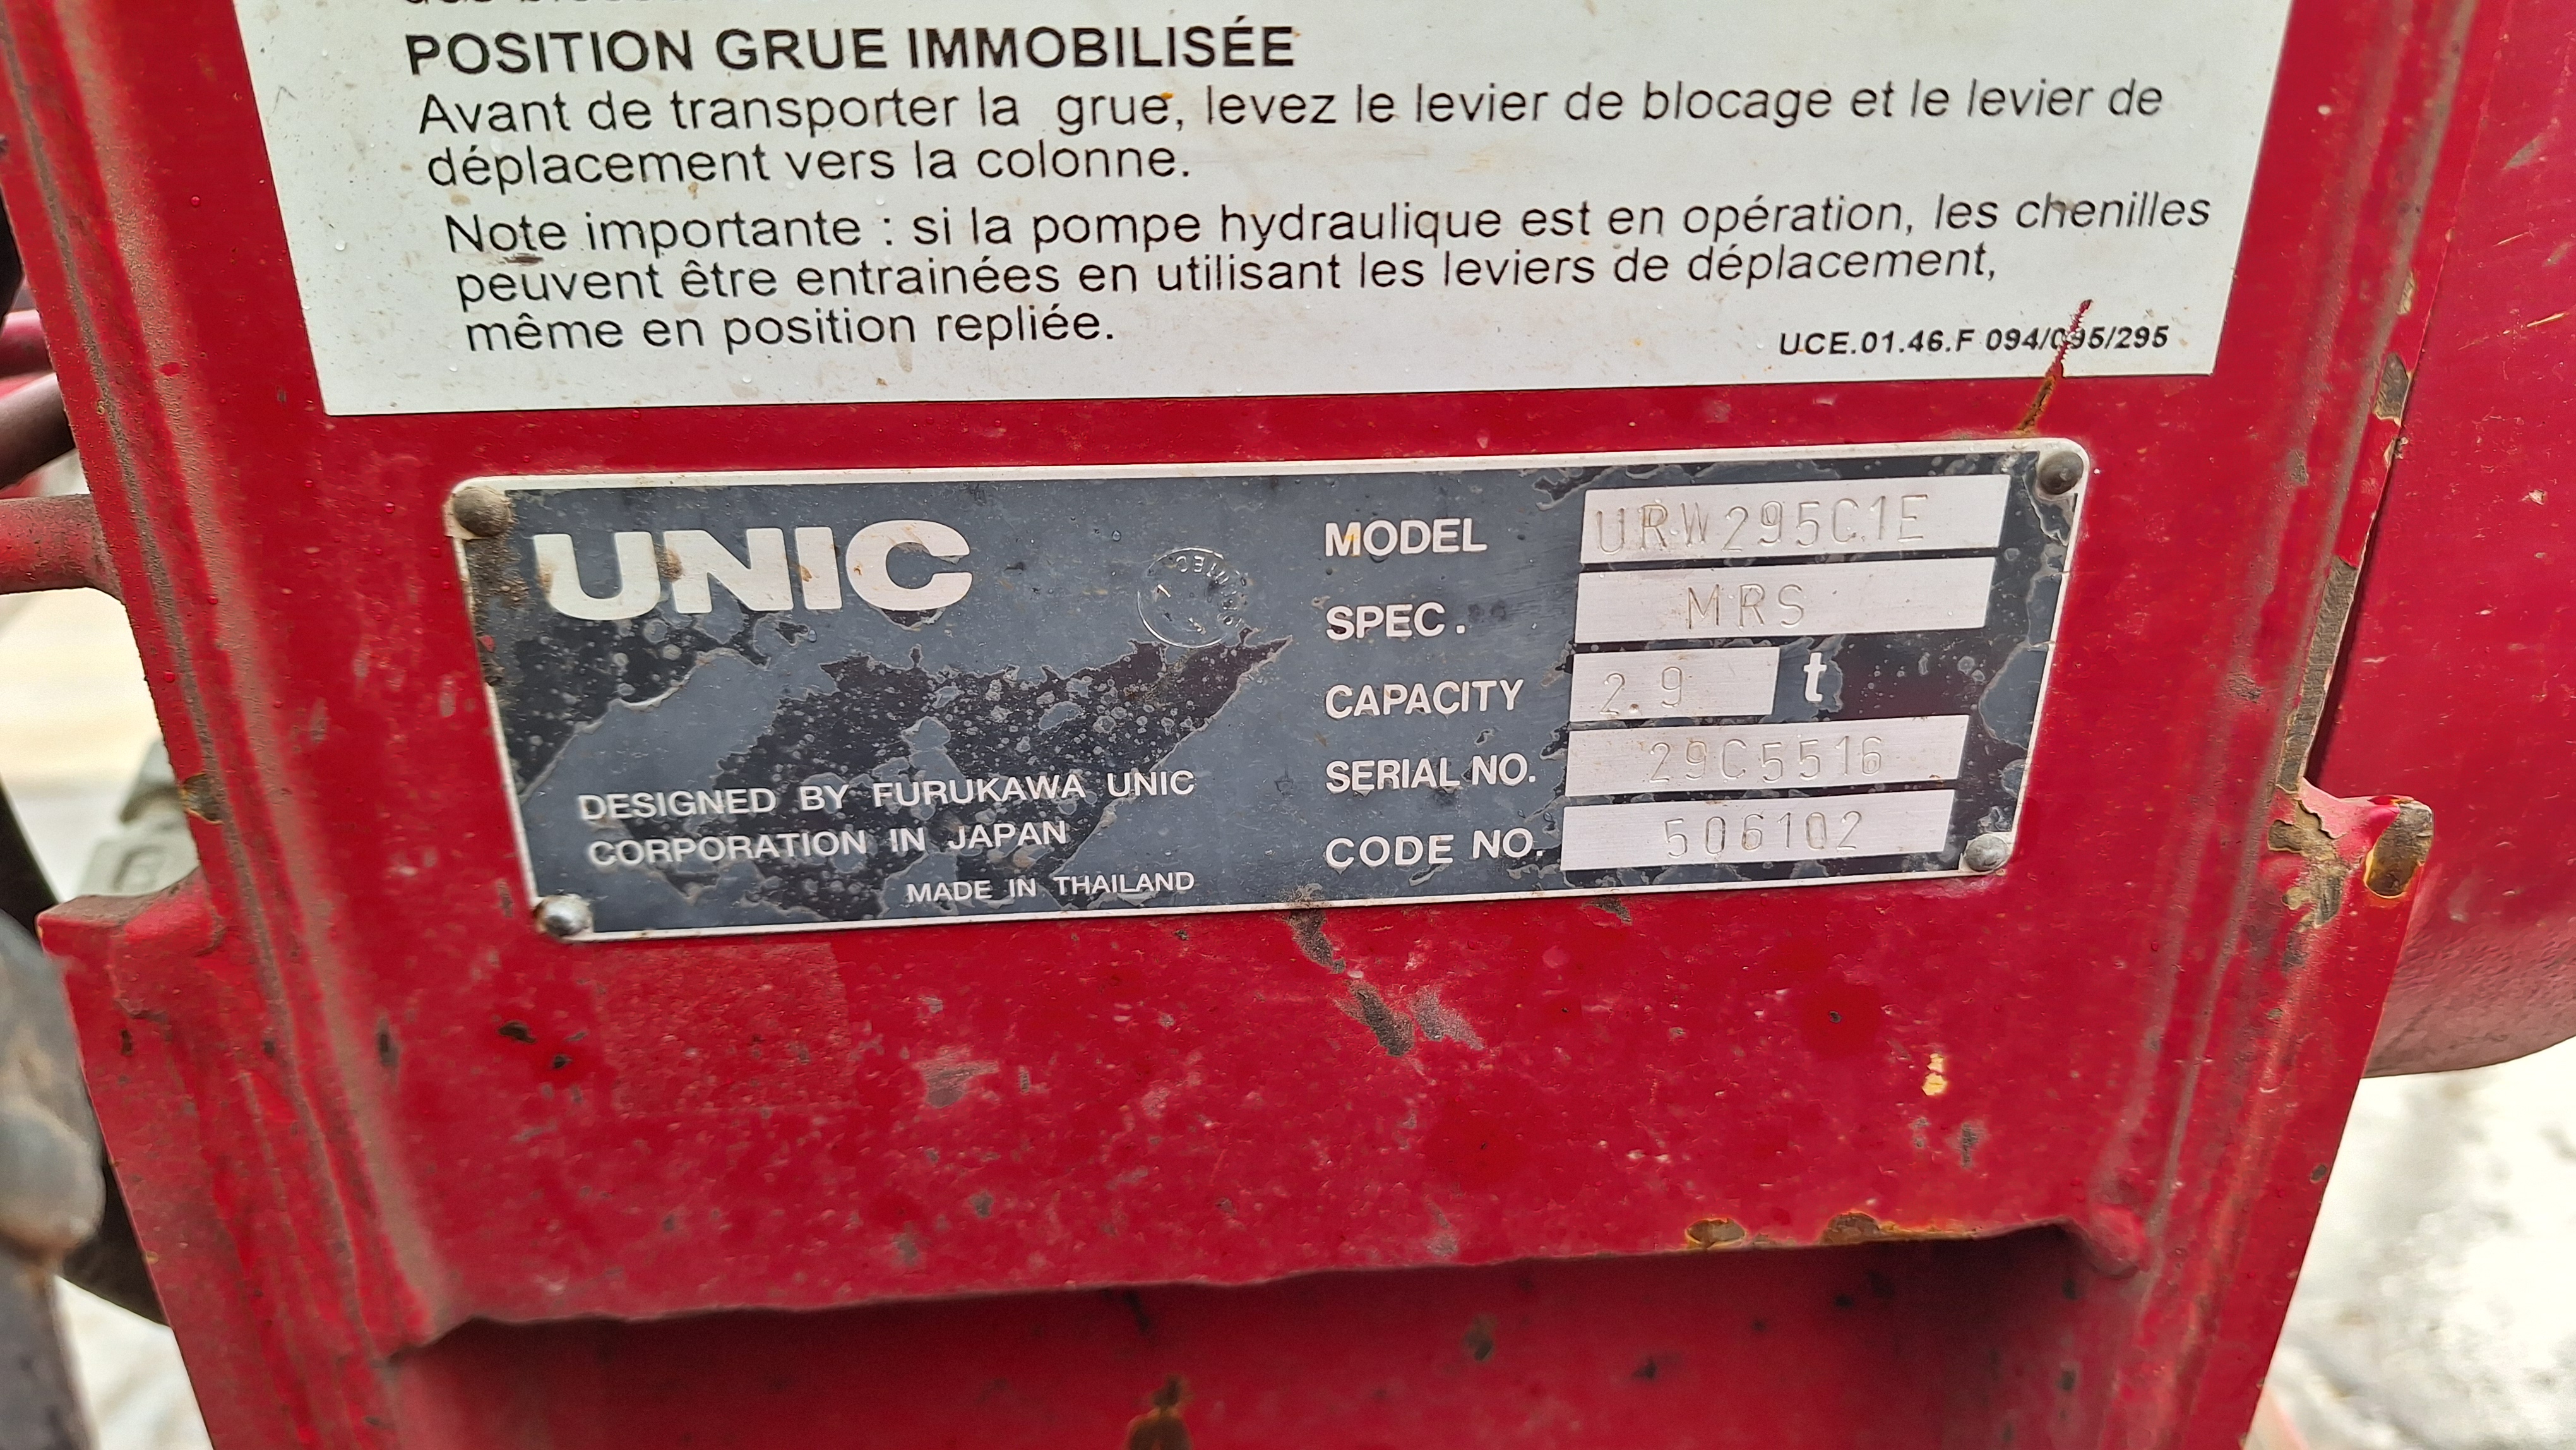 POSITION GRUE IMMOBILISÉE
Avant de transporter la grue, levez le levier de blocage et le levier de
déplacement vers la colonne.
Note importante : si la pompe hydraulique est en opération, les chenilles
peuvent être entrainées en utilisant les leviers de déplacement,
même en position repliée.
UCE.01.46.F 094/095/295
UNIC
MODEL URW295C1E
SPEC. MRS
CAPACITY 2.9 t
SERIAL NO. 29C5516
CODE NO. 506102
DESIGNED BY FURUKAWA UNIC
CORPORATION IN JAPAN
MADE IN THAILAND